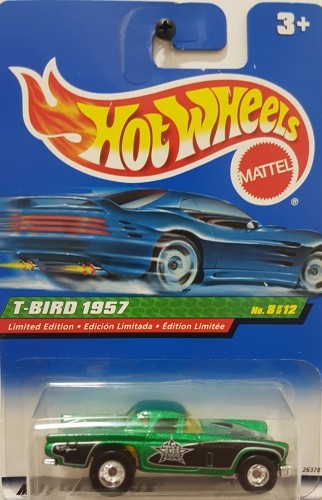 3+
HOT WHEELS
MATTEL
®
T-BIRD 1957
No. 8 OF 12
Limited Edition • Edición Limitada • Édition Limitée
26378